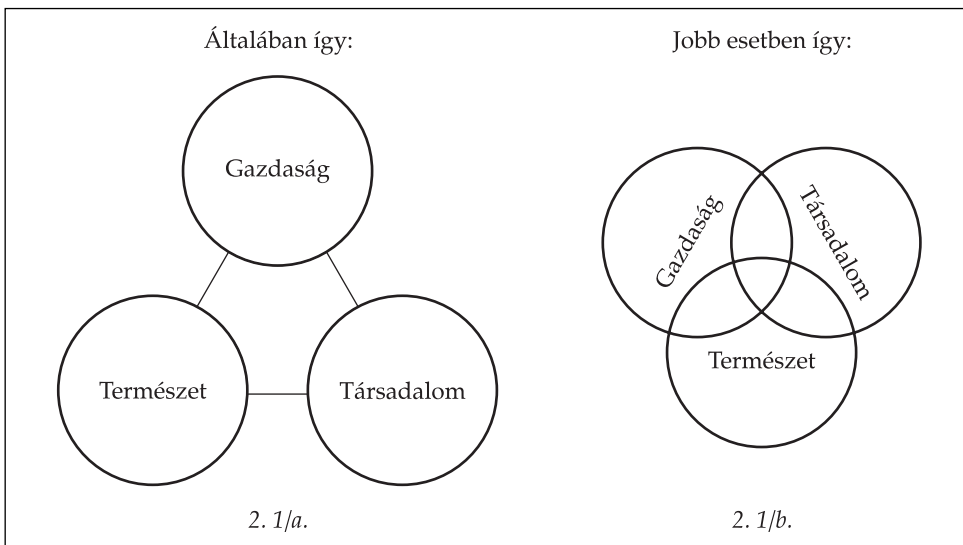 Általában így:
Gazdaság
Természet
Társadalom
2. 1/a.
Jobb esetben így:
Gazdaság
Társadalom
Természet
2. 1/b.